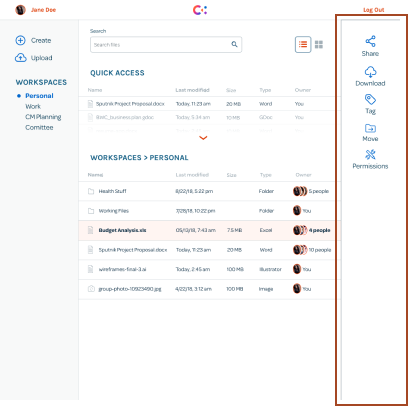 Jane Doe
Log Out
Create
Upload
WORKSPACES
Personal
Work
CM Planning
Comittee
Search
Search files
QUICK ACCESS
Name Last modified Size Type Owner
Sputnik Project Proposal.docx Today, 11:23 am 20 MB Word You
BMC_business plan.gdoc Today, 5:34 am 10 MB GDoc You
WORKSPACES > PERSONAL
Name Last modified Size Type Owner
Health Stuff 8/22/18, 5:22 pm Folder 5 people
Working Files 7/28/18, 10:22 pm Folder You
Budget Analysis.xls 05/13/18, 7:43 am 7.5 MB Excel 4 people
Sputnik Project Proposal.docx Today, 11:23 am 20 MB Word 10 people
wireframes-final-3.ai Today, 2:45 am 100 MB Illustrator You
group-photo-10923490.jpg 4/22/18, 3:12 am 100 MB Image You
Share
Download
Tag
Move
Permissions